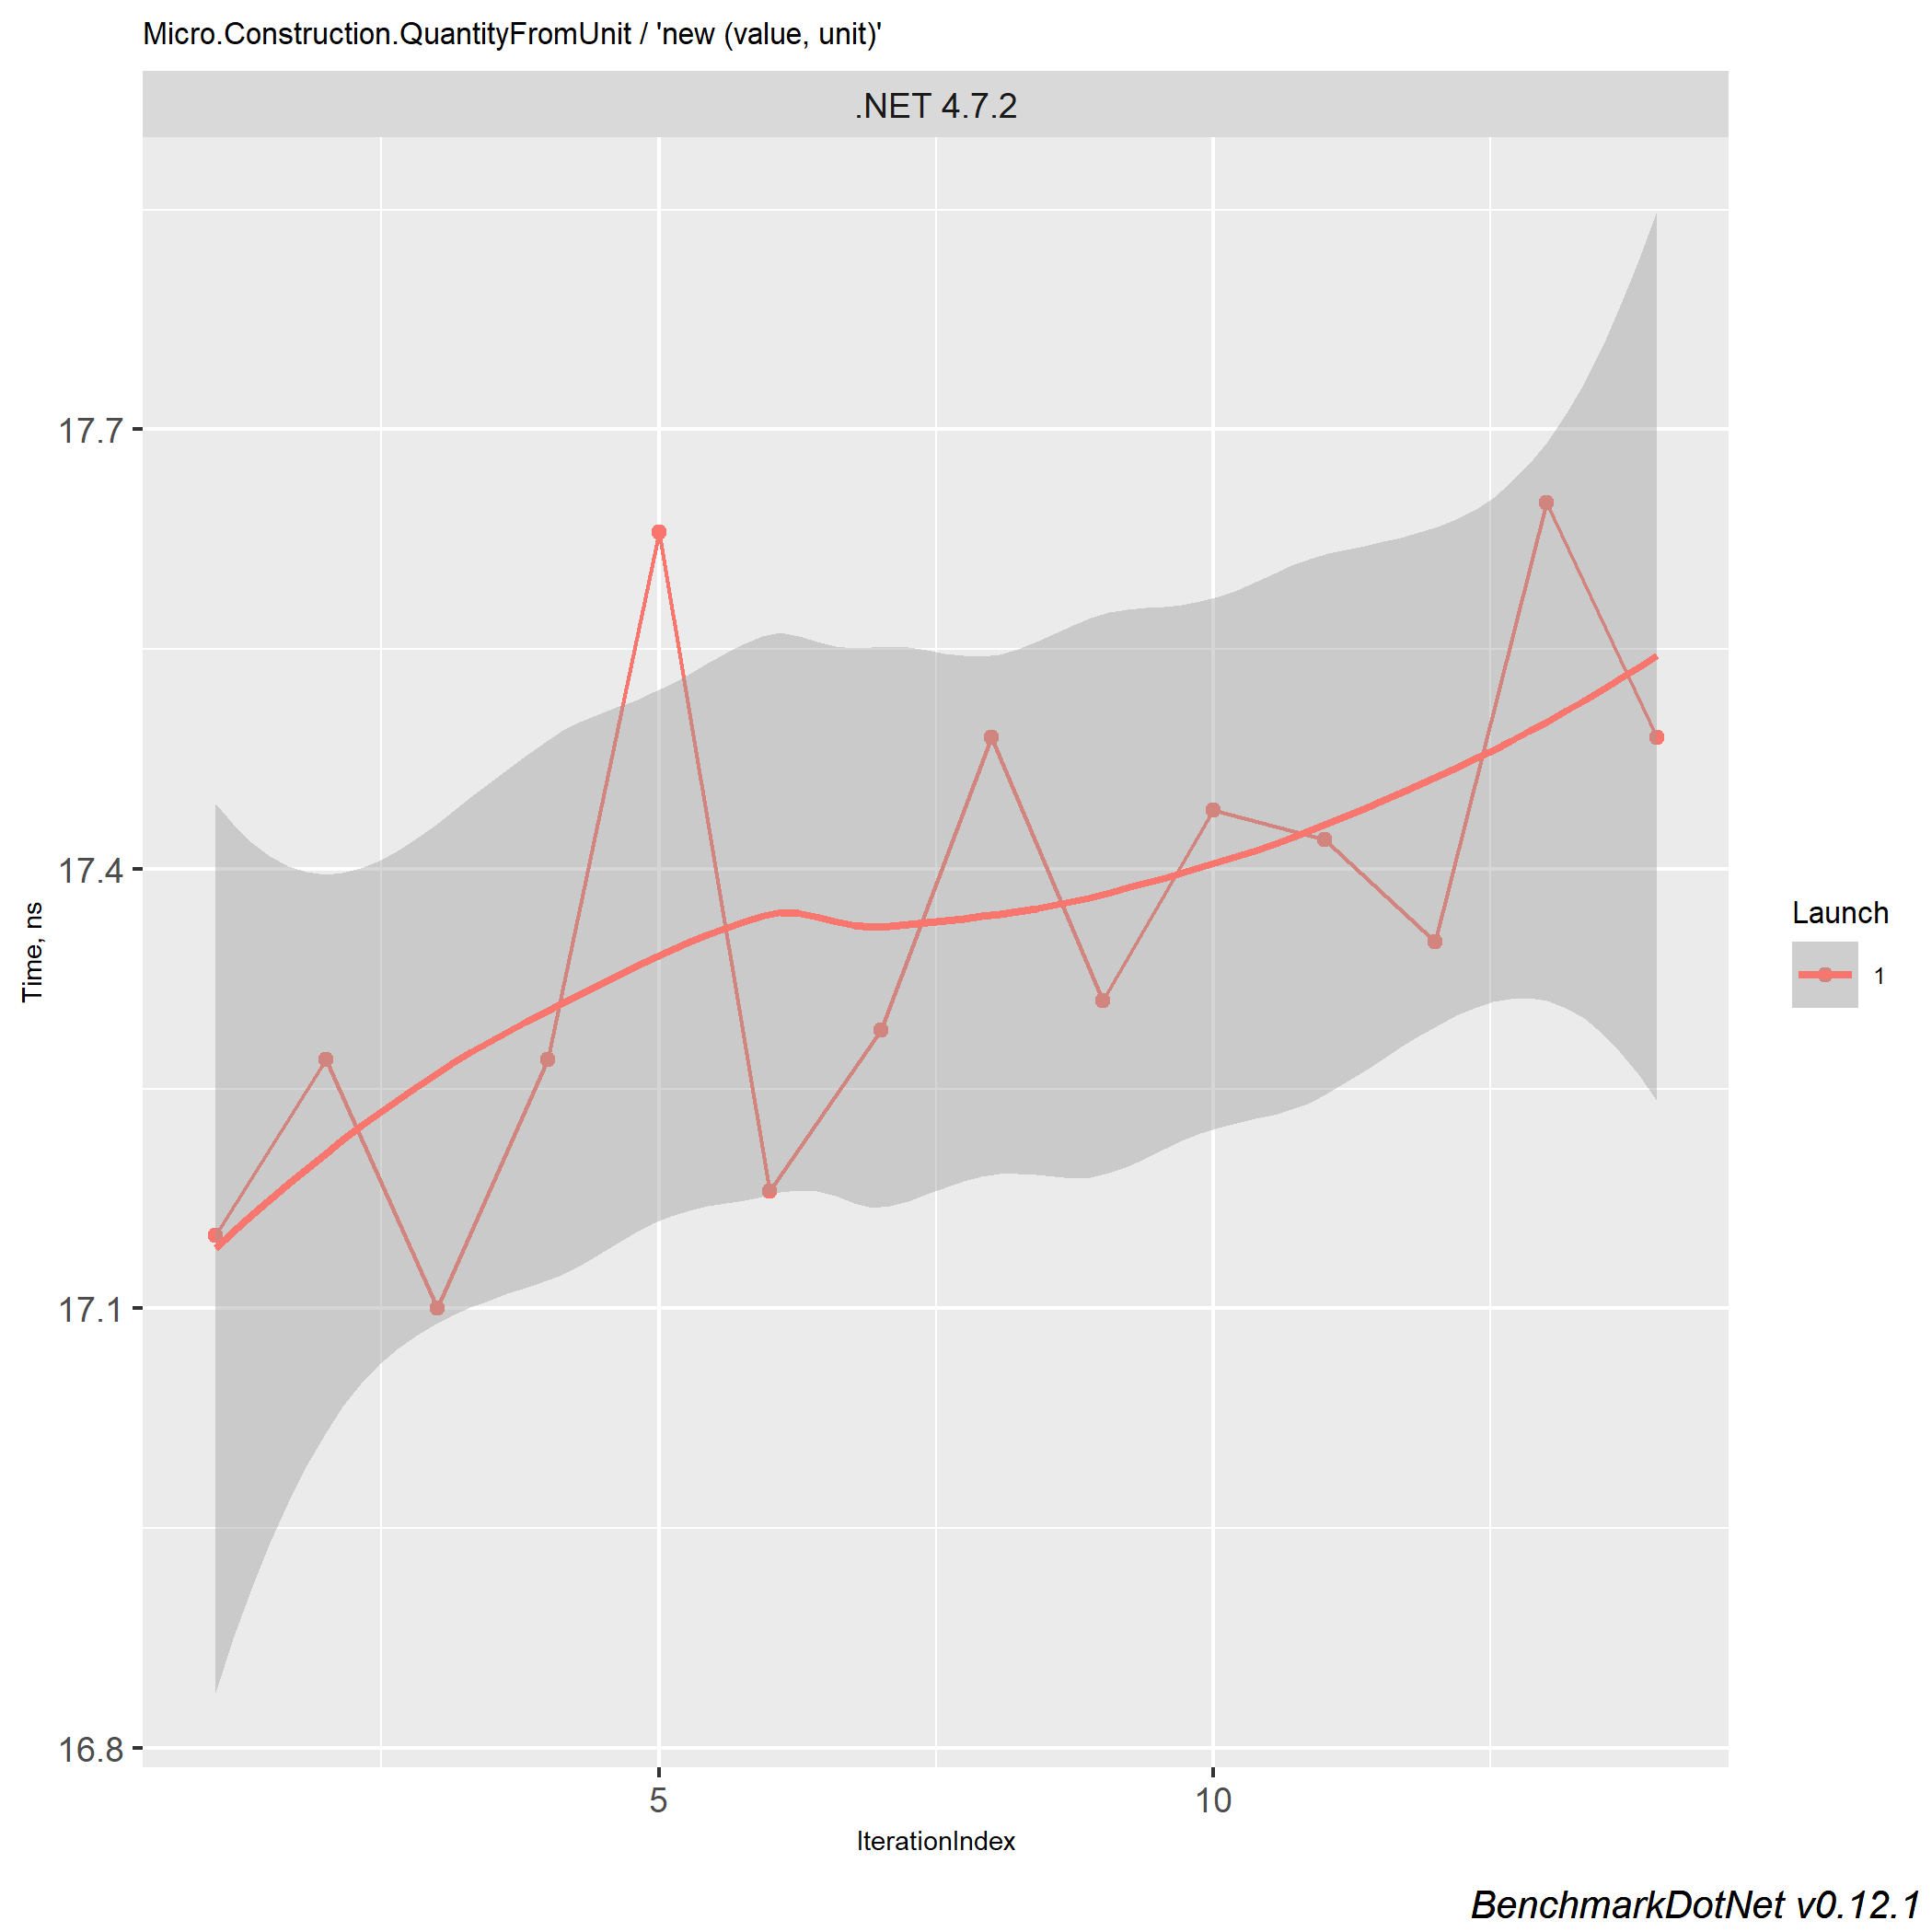 Micro.Construction.QuantityFromUnit / 'new (value, unit)'
.NET 4.7.2
17.7
17.4
17.1
16.8
Time, ns
5
10
IterationIndex
Launch
1
BenchmarkDotNet v0.12.1